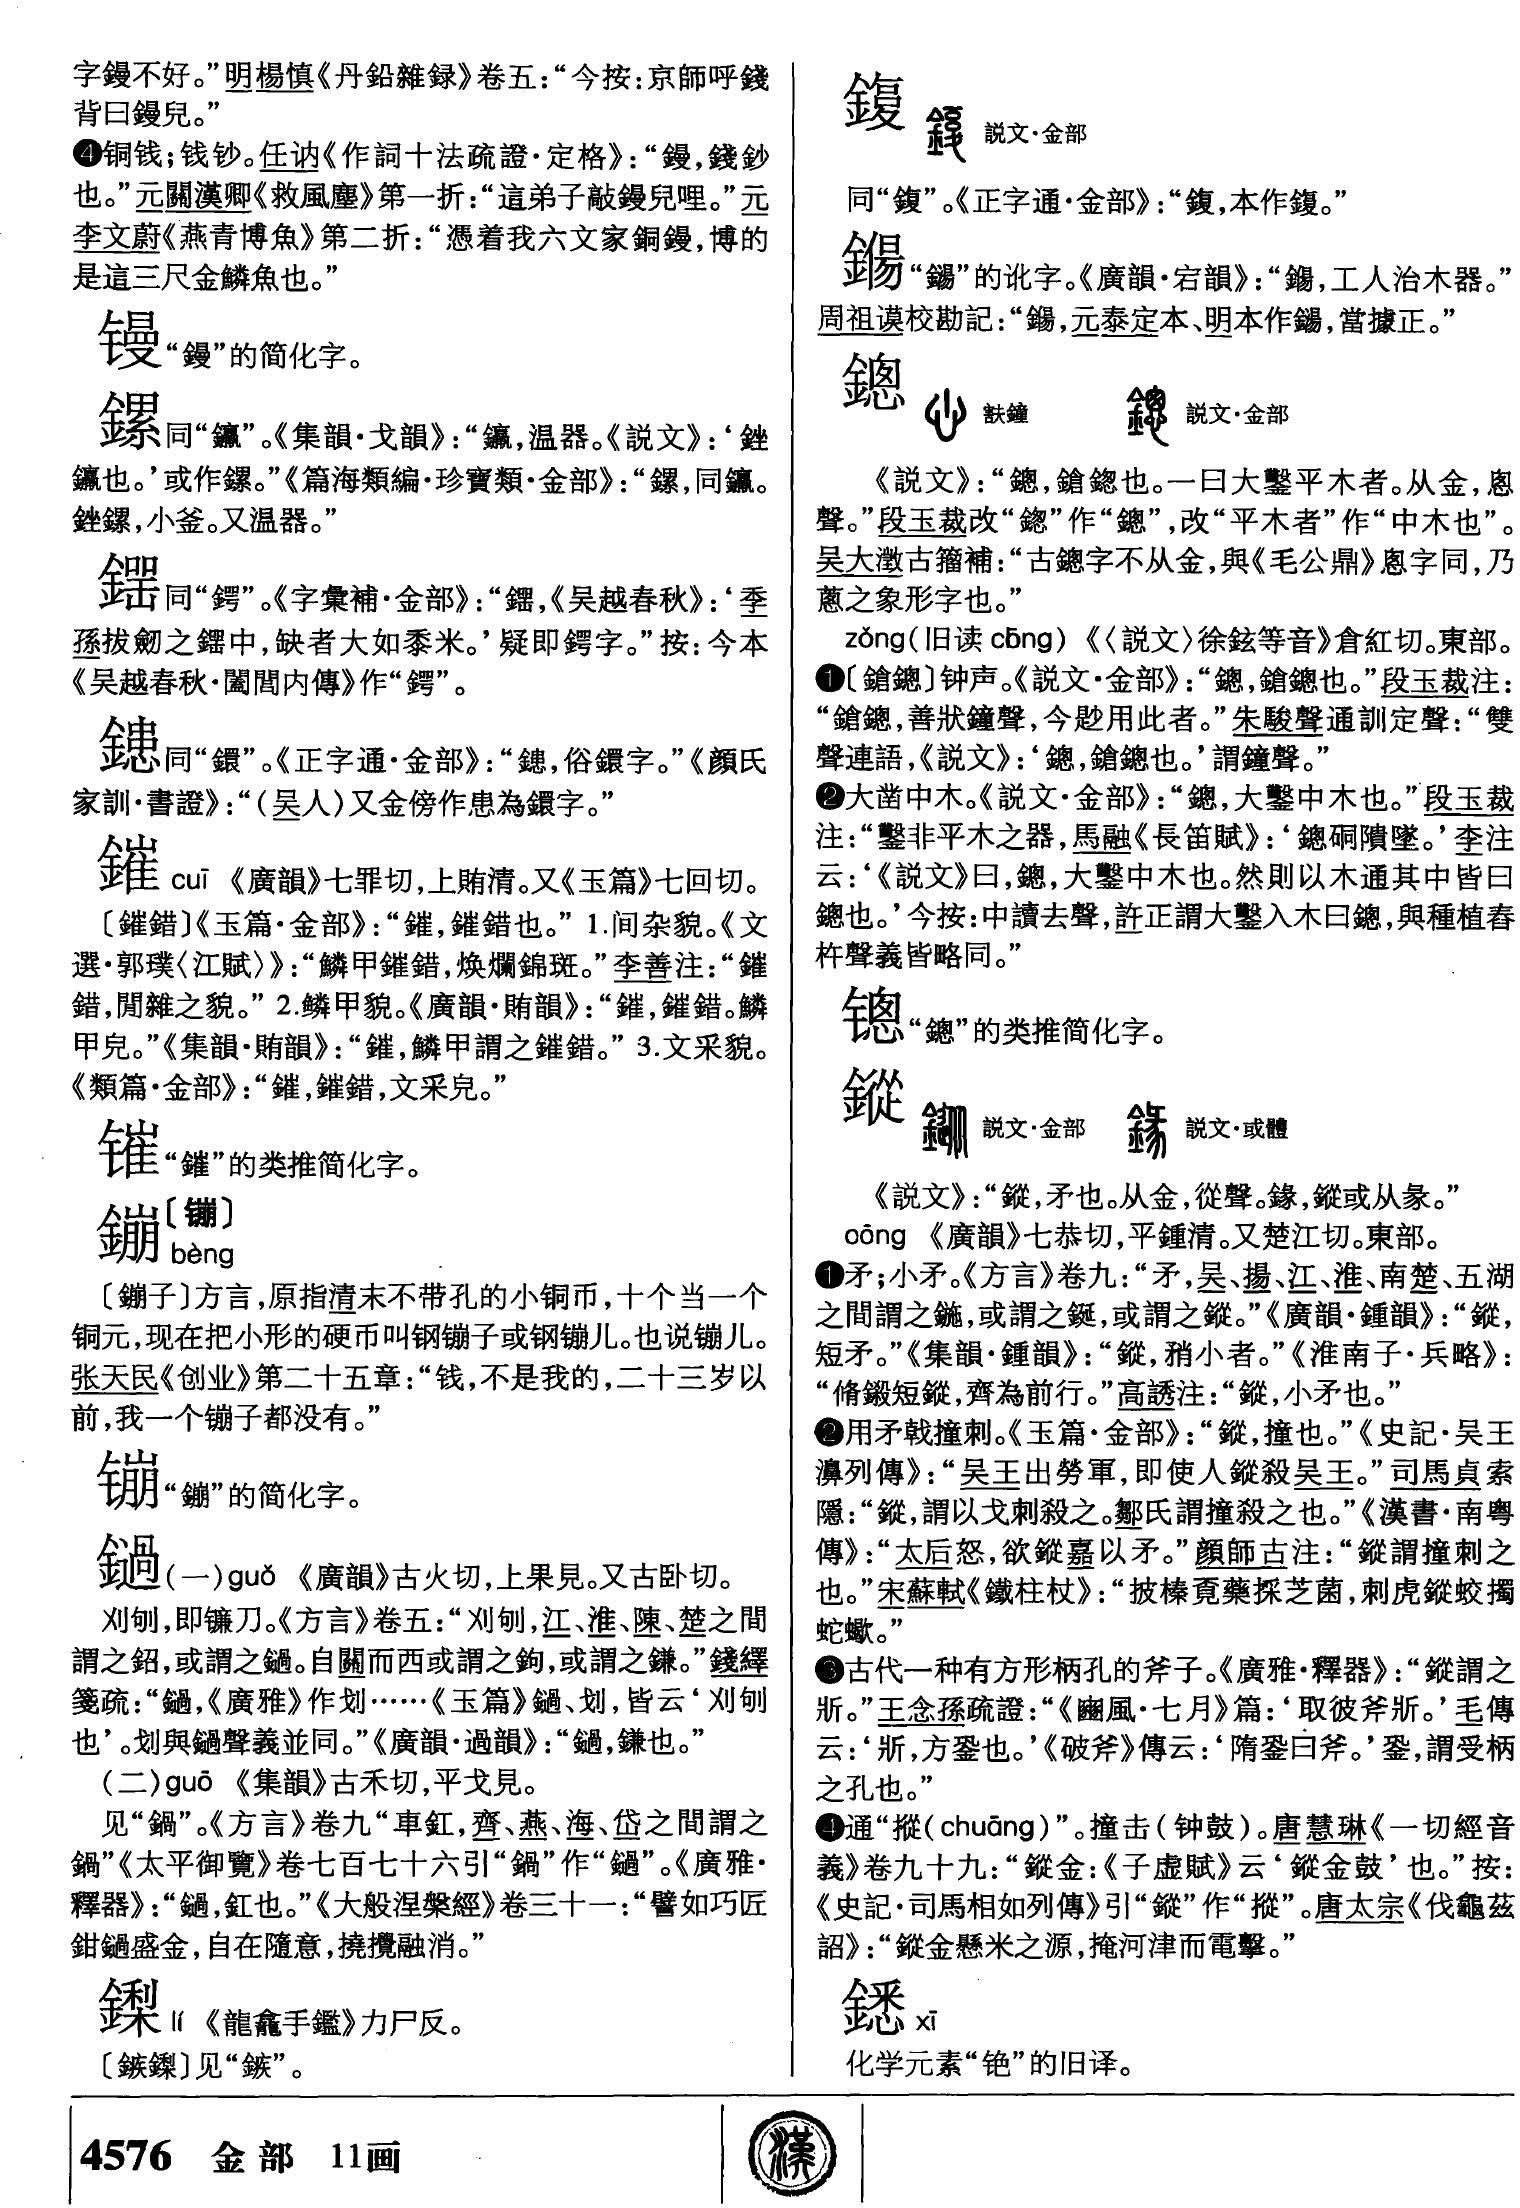 字鏝不好。”明楊慎《丹鉛雜録》卷五：“今按：京師呼錢
背曰鏝兒。”
❹铜钱；钱钞。任讷《作詞十法疏證·定格》：“鏝，錢鈔
也。”元關漢卿《救風塵》第一折：“這弟子敲鏝兒哩。”元
李文蔚《燕青博魚》第二折：“憑着我六文家銅鏝，博的
是這三尺金鱗魚也。”
镘“鏝”的简化字。
鏍同“鑘”。《集韻·戈韻》：“鑘，温器。《説文》：‘銼
鑘也。’或作鏍。”《篇海類編·珍寶類·金部》：“鏍，同鑘。
銼鏍，小釜。又温器。”
同“鍔”。《字彙補·金部》：“《吴越春秋》：‘季
孫拔劒之中，缺者大如黍米。’疑即鍔字。”按：今本
《吴越春秋·闔閭内傳》作“鍔”。
鏸同“鐶”。《正字通·金部》：“俗鐶字。”《顔氏
家訓·書證》：“（吴人）又金傍作患為鐶字。”
鏙 cuǐ 《廣韻》七罪切，上賄清。又《玉篇》七回切。
〔鏙錯〕《玉篇·金部》：“鏙，鏙錯也。” 1.间杂貌。《文
選·郭璞〈江賦〉》：“鱗甲鏙錯，焕爛錦斑。”李善注：“鏙
錯，閒雜之貌。” 2.鳞甲貌。《廣韻·賄韻》：“鏙，鏙錯。鱗
甲皃。”《集韻·賄韻》：“鏙，鱗甲謂之鏙錯。” 3.文采貌。
《類篇·金部》：“鏙，鏙錯，文采皃。”
“鏙”的类推简化字。
鏰〔镚〕
bèng
〔鏰子〕方言，原指清末不带孔的小铜币，十个当一个
铜元，现在把小形的硬币叫钢镚子或钢镚儿。也说镚儿。
张天民《创业》第二十五章：“钱，不是我的，二十三岁以
前，我一个镚子都没有。”
镚“鏰”的简化字。
鐹（一）guǒ 《廣韻》古火切，上果見。又古卧切。
刈刎，即镰刀。《方言》卷五：“刈刎，江、淮、陳、楚之間
謂之鉊，或謂之鐹。自關而西或謂之鉤，或謂之鎌。”錢繹
箋疏：“鐹，《廣雅》作划……《玉篇》鐹、划，皆云‘刈刎
也’。划與鐹聲義並同。”《廣韻·過韻》：“鐹，鎌也。”
（二）guō 《集韻》古禾切，平戈見。
见“鍋”。《方言》卷九“車釭，齊、燕、海、岱之間謂之
鍋”《太平御覽》卷七百七十六引“鍋”作“鐹”。《廣雅·
釋器》：“鐹，釭也。”《大般涅槃經》卷三十一：“譬如巧匠
鉗鐹盛金，自在隨意，撓攪融消。”
lí 《龍龕手鑑》力尸反。
〔鏃〕见“鏃”。
鍑 説文·金部
同“鍑”。《正字通·金部》：“鍑，本作。”
鍚“鐋”的讹字。《廣韻·宕韻》：“鍚，工人治木器。”
周祖谟校勘記：“鍚，元泰定本、明本作鐋，當據正。”
鏓 㝬鐘 説文·金部
《説文》：“鏓，鎗鏓也。一曰大鑿平木者。从金，悤
聲。”段玉裁改“鍯”作“鏓”，改“平木者”作“中木也”。
吴大澂古籀補：“古鏓字不从金，與《毛公鼎》悤字同，乃
蔥之象形字也。”
zǒng（旧读cōng） 《〈説文〉徐鉉等音》倉紅切。東部。
❶〔鎗鏓〕钟声。《説文·金部》：“鏓，鎗鏓也。”段玉裁注：
“鎗鏓，善狀鐘聲，今尟用此者。”朱駿聲通訓定聲：“雙
聲連語，《説文》：‘鏓，鎗鏓也。’謂鐘聲。”
❷大凿中木。《説文·金部》：“鏓，大鑿中木也。”段玉裁
注：“鑿非平木之器，馬融《長笛賦》：‘鏓硐隤墜。’李注
云：‘《説文》曰，鏓，大鑿中木也。然則以木通其中皆曰
鏓也。’今按：中讀去聲，許正謂大鑿入木曰鏓，與種植舂
杵聲義皆略同。”
“鏓”的类推简化字。
鏦 説文·金部 説文·或體
《説文》：“鏦，矛也。从金，從聲。録，鏦或从彖。”
cōng 《廣韻》七恭切，平鍾清。又楚江切。東部。
❶矛；小矛。《方言》卷九：“矛，吴、揚、江、淮、南楚、五湖
之間謂之鍦，或謂之鋋，或謂之鏦。”《廣韻·鍾韻》：“鏦，
短矛。”《集韻·鍾韻》：“鏦，矟小者。”《淮南子·兵略》：
“脩鎩短鏦，齊為前行。”高誘注：“鏦，小矛也。”
❷用矛戟撞刺。《玉篇·金部》：“鏦，撞也。”《史記·吴王
濞列傳》：“吴王出勞軍，即使人鏦殺吴王。”司馬貞索
隱：“鏦，謂以戈刺殺之。鄒氏謂撞殺之也。”《漢書·南粤
傳》：“太后怒，欲鏦嘉以矛。”顔師古注：“鏦謂撞刺之
也。”宋蘇軾《鐵柱杖》：“披榛覓藥採芝菌，刺虎鏦蛟擉
蛇蠍。”
❸古代一种有方形柄孔的斧子。《廣雅·釋器》：“鏦謂之
斨。”王念孫疏證：“《豳風·七月》篇：‘取彼斧斨。’毛傳
云：‘斨，方銎也。’《破斧》傳云：‘隋銎曰斧。’銎，謂受柄
之孔也。”
❹通“摐（chuāng）”。撞击（钟鼓）。唐慧琳《一切經音
義》卷九十九：“鏦金：《子虚賦》云‘鏦金鼓’也。”按：
《史記·司馬相如列傳》引“鏦”作“摐”。唐太宗《伐龜茲
詔》：“鏦金懸米之源，掩河津而電擊。”
xī
化学元素“铯”的旧译。
4576 金部 11画
漢